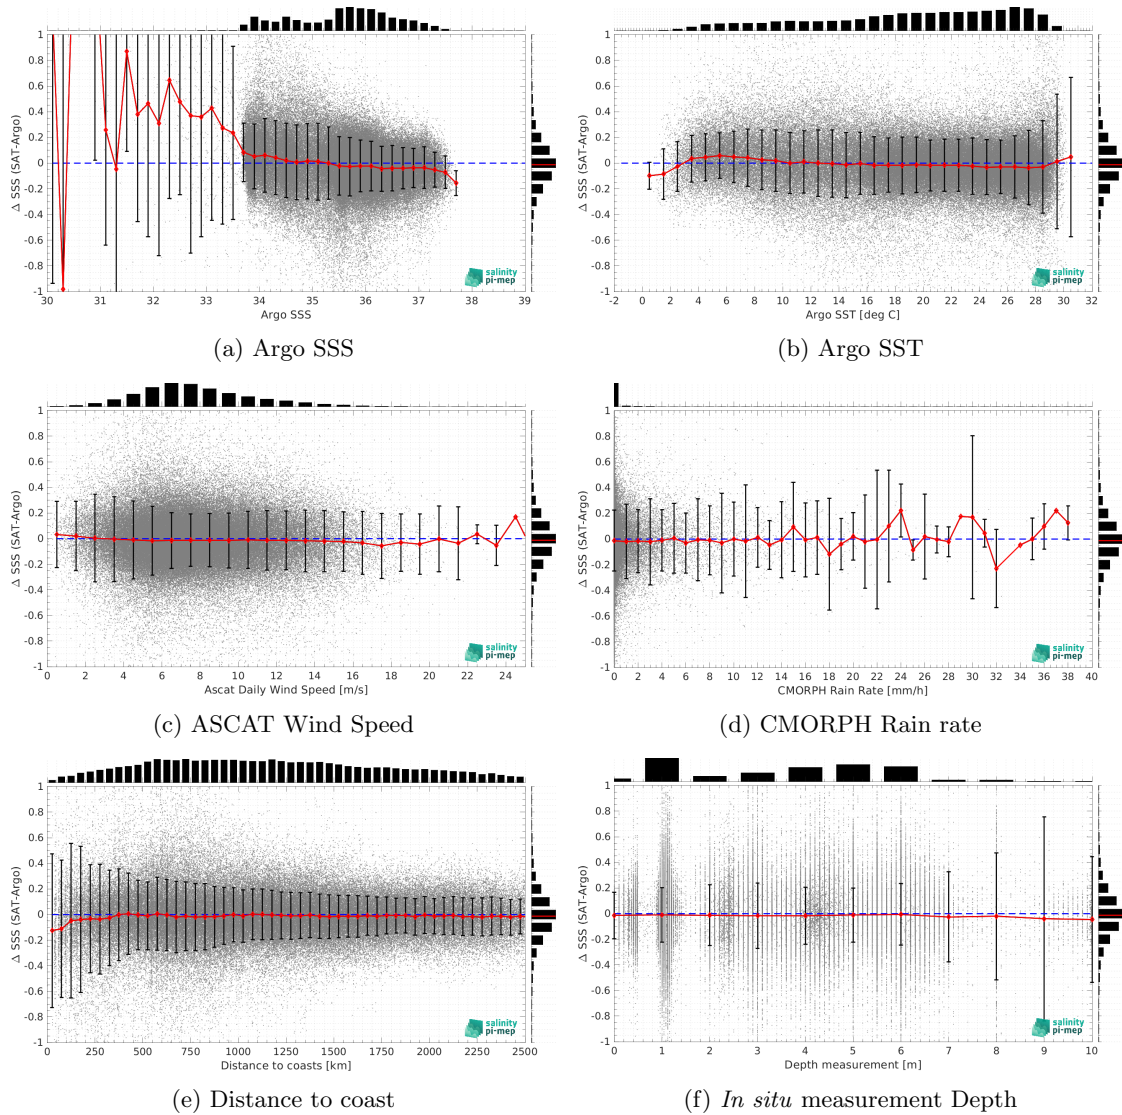 1
0.8
0.6
0.4
0.2
0
-0.2
-0.4
-0.6
-0.8
-1
Δ SSS (SAT-Argo)
30 31 32 33 34 35 36 37 38 39
Argo SSS
salinity
pi-mep
(a) Argo SSS
1
0.8
0.6
0.4
0.2
0
-0.2
-0.4
-0.6
-0.8
-1
Δ SSS (SAT-Argo)
-2 0 2 4 6 8 10 12 14 16 18 20 22 24 26 28 30 32
Argo SST [deg C]
salinity
pi-mep
(b) Argo SST
1
0.8
0.6
0.4
0.2
0
-0.2
-0.4
-0.6
-0.8
-1
Δ SSS (SAT-Argo)
0 2 4 6 8 10 12 14 16 18 20 22 24
Ascat Daily Wind Speed [m/s]
salinity
pi-mep
(c) ASCAT Wind Speed
1
0.8
0.6
0.4
0.2
0
-0.2
-0.4
-0.6
-0.8
-1
Δ SSS (SAT-Argo)
0 2 4 6 8 10 12 14 16 18 20 22 24 26 28 30 32 34 36 38 40
CMORPH Rain Rate [mm/h]
salinity
pi-mep
(d) CMORPH Rain rate
1
0.8
0.6
0.4
0.2
0
-0.2
-0.4
-0.6
-0.8
-1
Δ SSS (SAT-Argo)
0 250 500 750 1000 1250 1500 1750 2000 2250 2500
Distance to coasts [km]
salinity
pi-mep
(e) Distance to coast
1
0.8
0.6
0.4
0.2
0
-0.2
-0.4
-0.6
-0.8
-1
Δ SSS (SAT-Argo)
0 1 2 3 4 5 6 7 8 9 10
Depth measurement [m]
salinity
pi-mep
(f) In situ measurement Depth